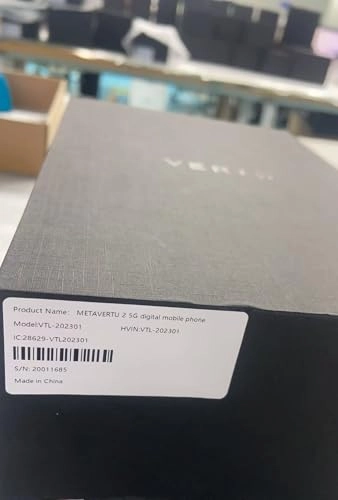 VERTU
Product Name: METAVERTU 2 5G digital mobile phone
Model:VTL-202301 HVIN:VTL-202301
IC:28629-VTL202301
S/N: 20011685
Made in China